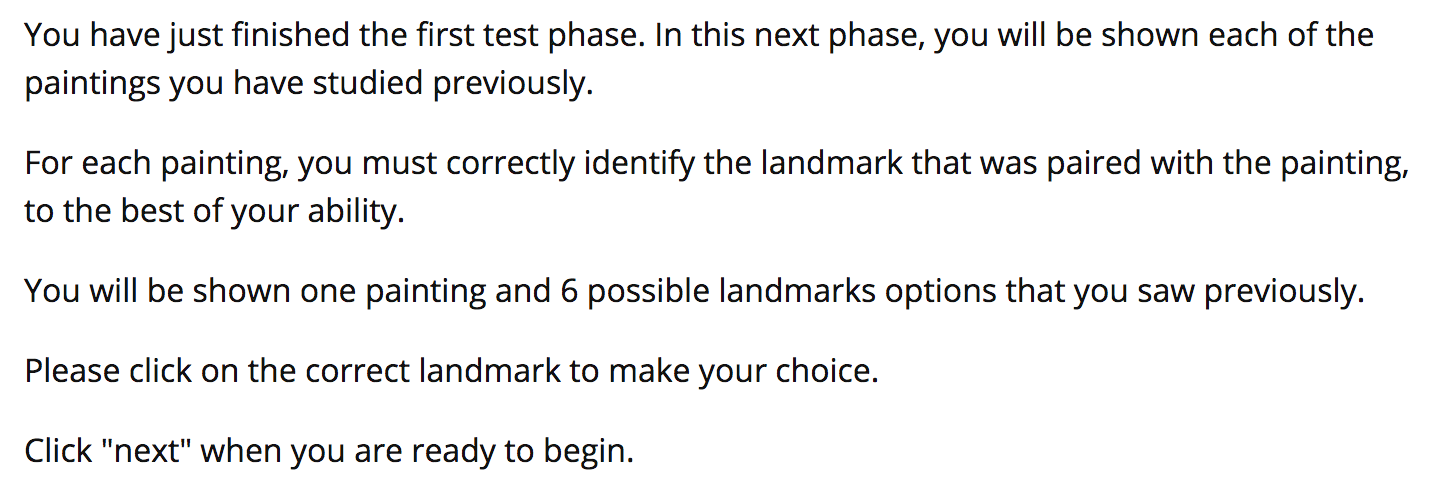 You have just finished the first test phase. In this next phase, you will be shown each of the
paintings you have studied previously.
For each painting, you must correctly identify the landmark that was paired with the painting,
to the best of your ability.
You will be shown one painting and 6 possible landmarks options that you saw previously.
Please click on the correct landmark to make your choice.
Click "next" when you are ready to begin.